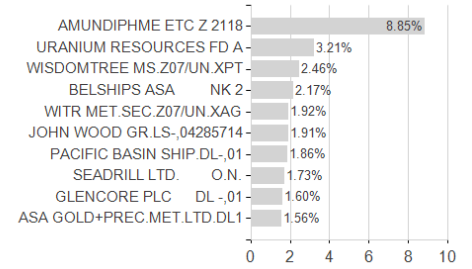 AMUNDIPHME ETC Z 2118 8.85%
URANIUM RESOURCES FD A 3.21%
WISDOMTREE MS.Z07/UN.XPT 2.46%
BELSHIPS ASA NK 2 2.17%
WITR MET.SEC.Z07/UN.XAG 1.92%
JOHN WOOD GR.LS-,04285714 1.91%
PACIFIC BASIN SHIP.DL-,01 1.86%
SEADRILL LTD. O.N. 1.73%
GLENCORE PLC DL -,01 1.60%
ASA GOLD+PREC.MET.LTD.DL1 1.56%
0 2 4 6 8 10